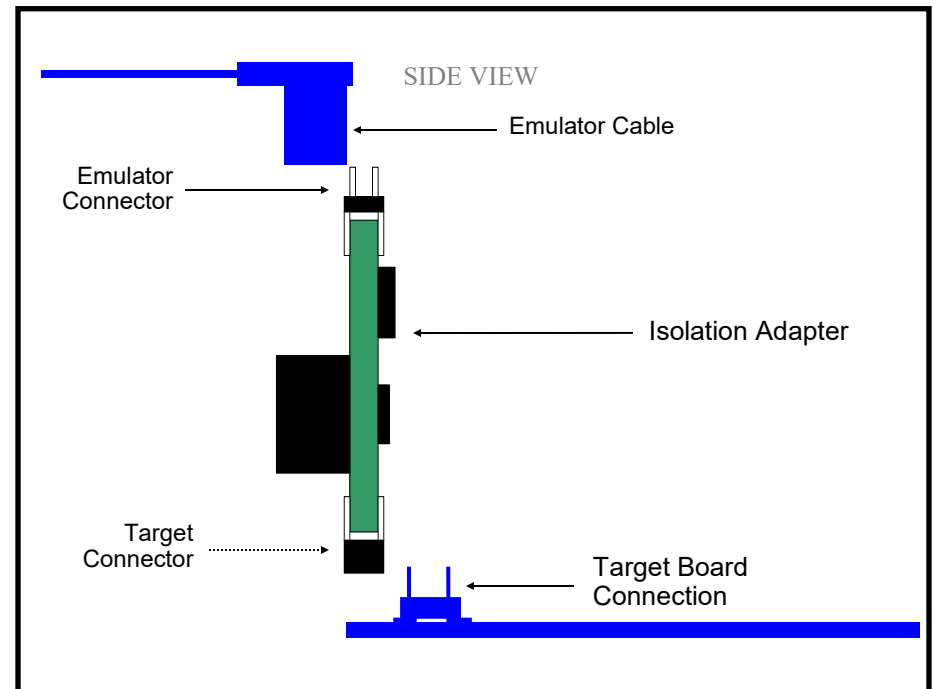 SIDE VIEW
Emulator Cable
Emulator
Connector
Isolation Adapter
Target
Connector
Target Board
Connection